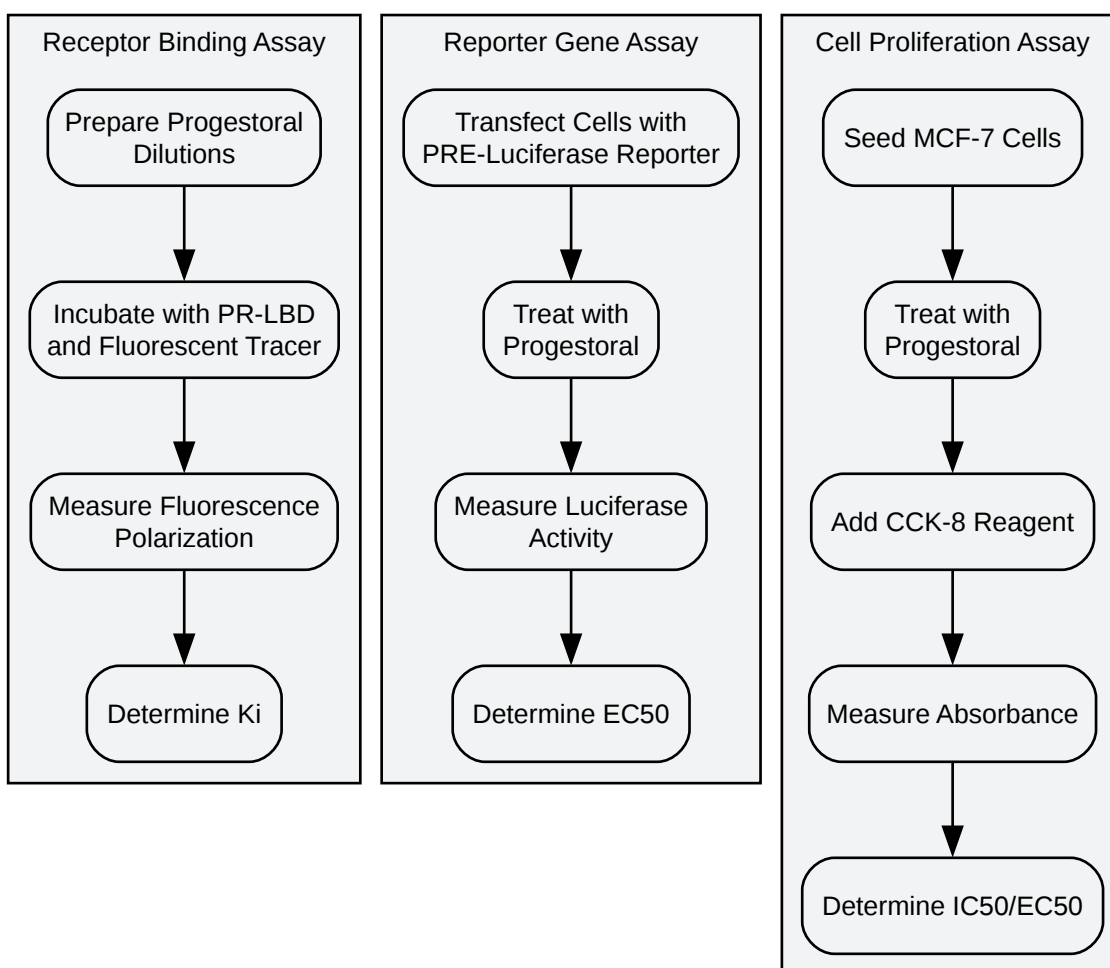 Receptor Binding Assay
Prepare Progestoral
Dilutions
Incubate with PR-LBD
and Fluorescent Tracer
Measure Fluorescence
Polarization
Determine Ki
Reporter Gene Assay
Transfect Cells with
PRE-Luciferase Reporter
Treat with
Progestoral
Measure Luciferase
Activity
Determine EC50
Cell Proliferation Assay
Seed MCF-7 Cells
Treat with
Progestoral
Add CCK-8 Reagent
Measure Absorbance
Determine IC50/EC50